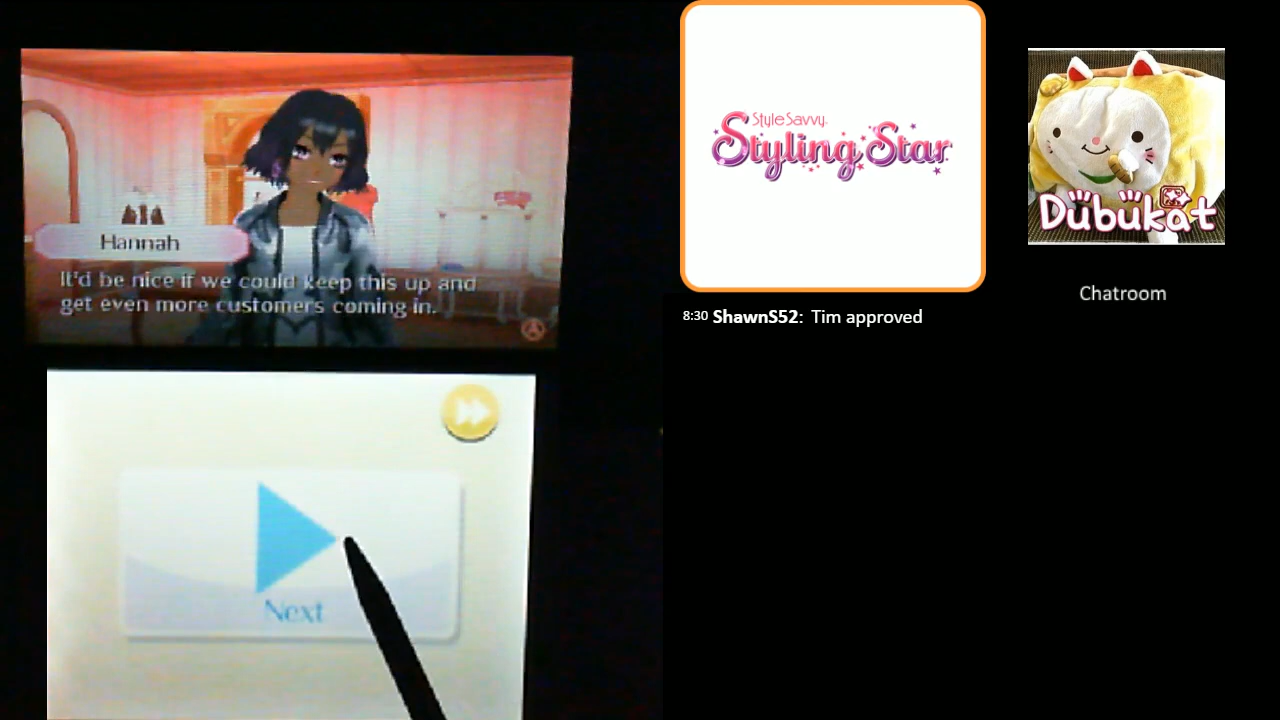 Hannah
It'd be nice if we could keep this up and
get even more customers coming in.
A
Next
StyleSavvy
Styling Star
Dubukat
Chatroom
8:30 ShawnS52: Tim approved